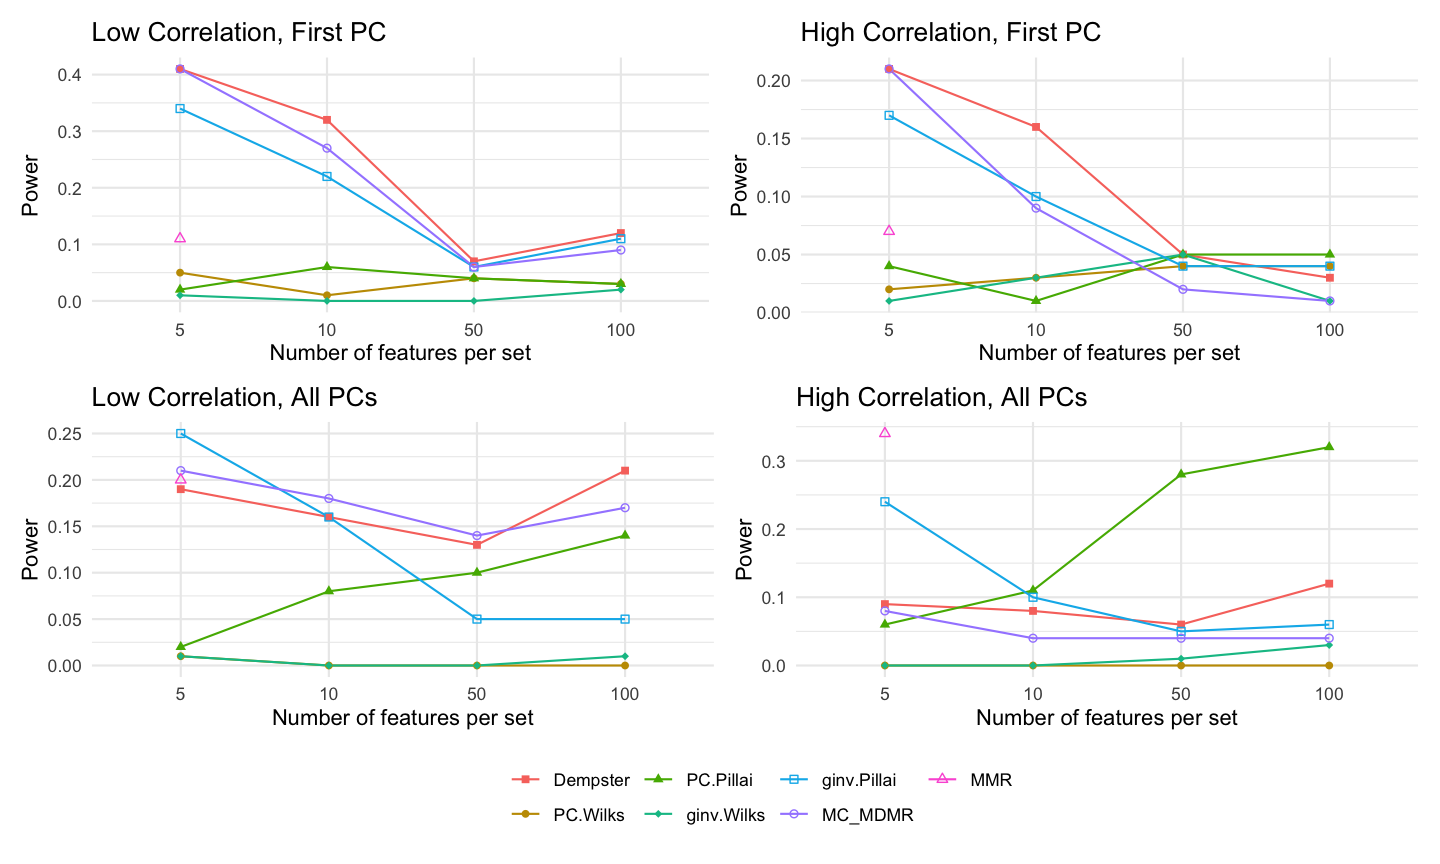 Low Correlation, First PC
Power
0.4
0.3
0.2
0.1
0.0
5 10 50 100
Number of features per set
High Correlation, First PC
Power
0.20
0.15
0.10
0.05
0.00
5 10 50 100
Number of features per set
Low Correlation, All PCs
Power
0.25
0.20
0.15
0.10
0.05
0.00
5 10 50 100
Number of features per set
High Correlation, All PCs
Power
0.3
0.2
0.1
0.0
5 10 50 100
Number of features per set
Dempster PC.Pillai ginv.Pillai MMR
PC.Wilks ginv.Wilks MC_MDMR